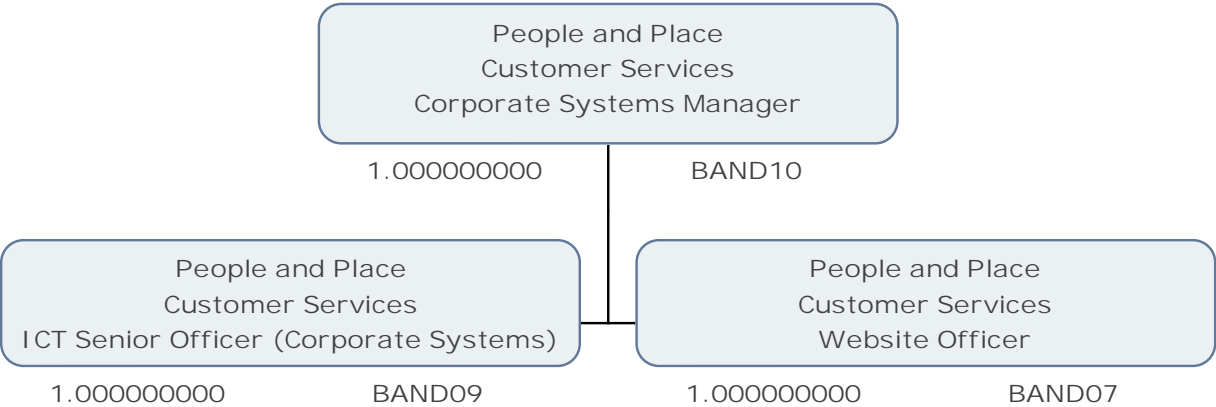 People and Place
Customer Services
Corporate Systems Manager
1.000000000 BAND10
People and Place
Customer Services
ICT Senior Officer (Corporate Systems)
1.000000000 BAND09
People and Place
Customer Services
Website Officer
1.000000000 BAND07